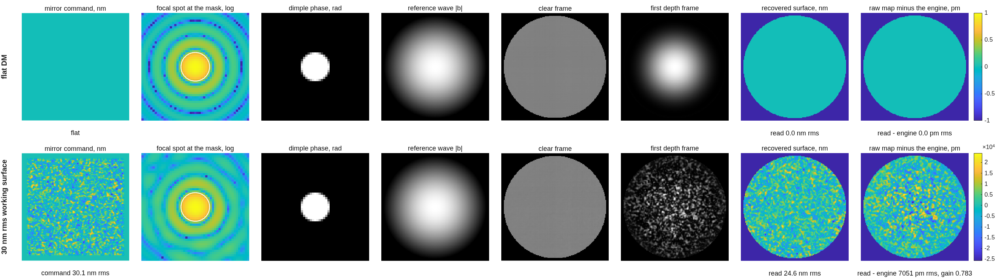 mirror command, nm
focal spot at the mask, log
dimple phase, rad
reference wave |b|
clear frame
first depth frame
recovered surface, nm
raw map minus the engine, pm
flat DM
1
0.5
0
-0.5
-1
flat
read 0.0 nm rms
read - engine 0.0 pm rms
mirror command, nm
focal spot at the mask, log
dimple phase, rad
reference wave |b|
clear frame
first depth frame
recovered surface, nm
raw map minus the engine, pm
×10⁴
30 nm rms working surface
2
1.5
1
0.5
0
-0.5
-1
-1.5
-2
-2.5
command 30.1 nm rms
read 24.6 nm rms
read - engine 7051 pm rms, gain 0.783